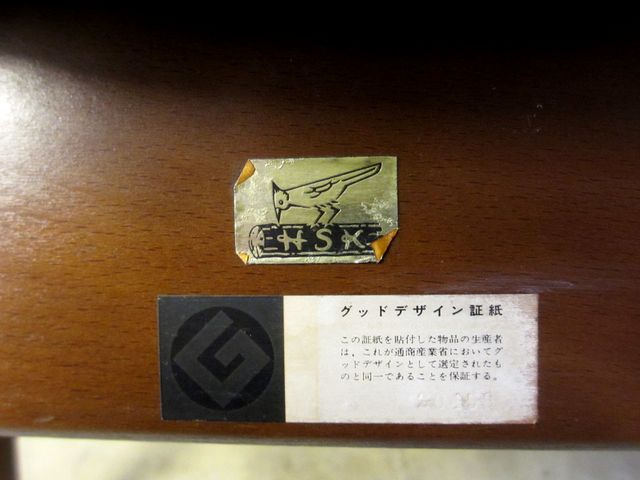 HSK
グッドデザイン証紙
この証紙を貼付した物品の生産者
は、これが通商産業省においてグ
ッドデザインとして選定されたも
のと同一であることを保証する。